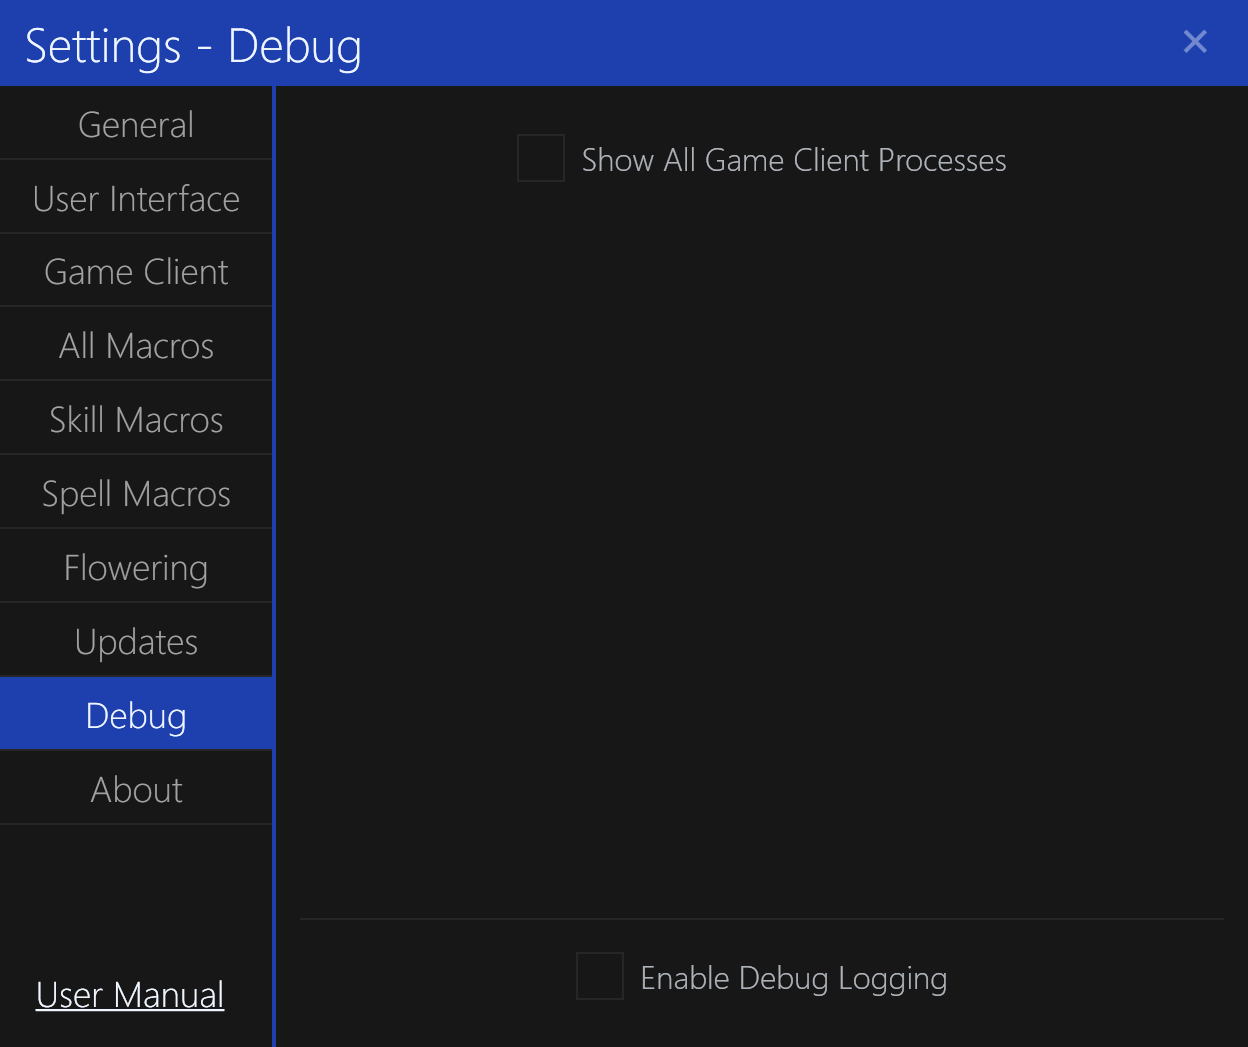 Settings - Debug
General
User Interface
Game Client
All Macros
Skill Macros
Spell Macros
Flowering
Updates
Debug
About
User Manual
Show All Game Client Processes
Enable Debug Logging